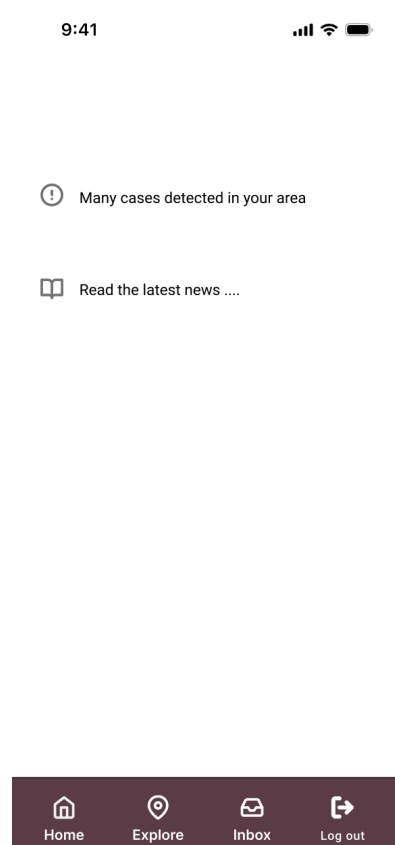 9:41
Many cases detected in your area
Read the latest news ....
Home Explore Inbox Log out